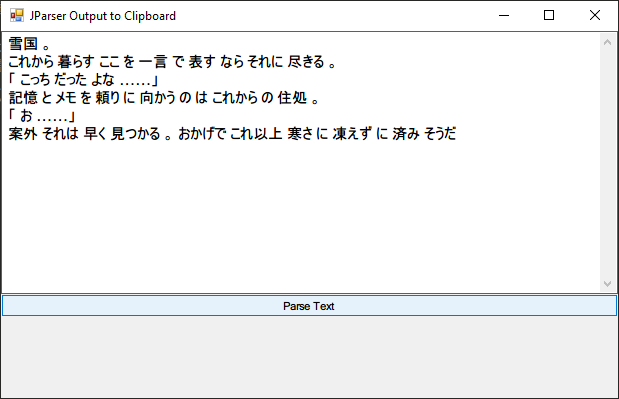 JParser Output to Clipboard
雪国 。
これから 暮らす ここ を 一言 で 表す なら それに 尽きる 。
「 こっち だった よな ……」
記憶 と メモ を 頼り に 向かう の は これから の 住処 。
「 お ……」
案外 それは 早く 見つかる 。 おかげで これ以上 寒さ に 凍えず に 済み そうだ
Parse Text